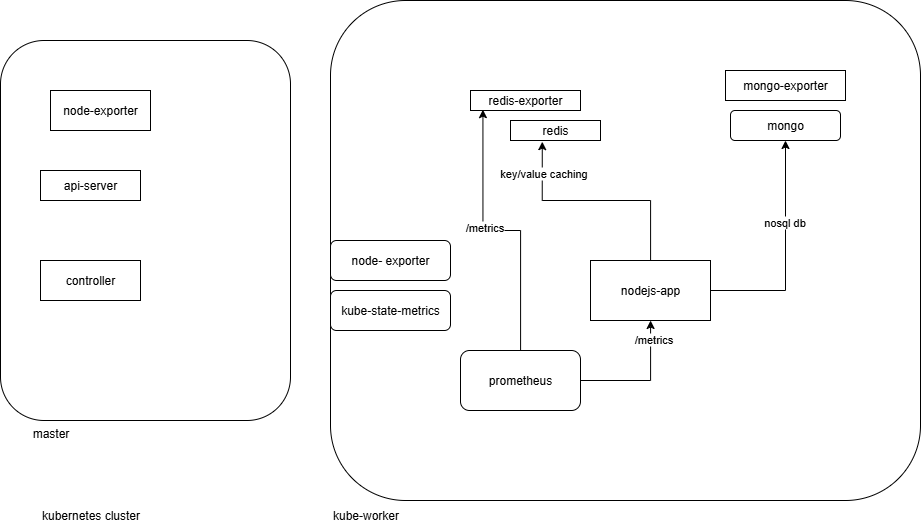 node-exporter
api-server
controller
master
kubernetes cluster
redis-exporter
redis
key/value caching
/metrics
mongo-exporter
mongo
nosql db
node- exporter
kube-state-metrics
nodejs-app
/metrics
prometheus
kube-worker